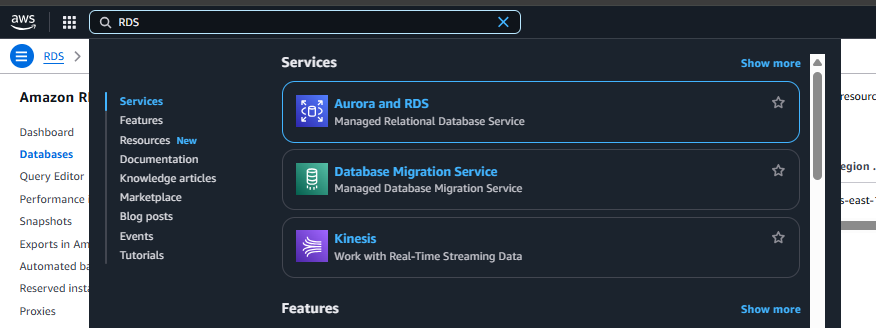 aws
RDS
RDS
Amazon R
Dashboard
Databases
Query Editor
Performance
Snapshots
Exports in Am
Automated ba
Reserved insta
Proxies
Services
Features
Resources New
Documentation
Knowledge articles
Marketplace
Blog posts
Events
Tutorials
Services
Show more
Aurora and RDS
Managed Relational Database Service
Database Migration Service
Managed Database Migration Service
Kinesis
Work with Real-Time Streaming Data
Features
Show more
resourc
egion
s-east-